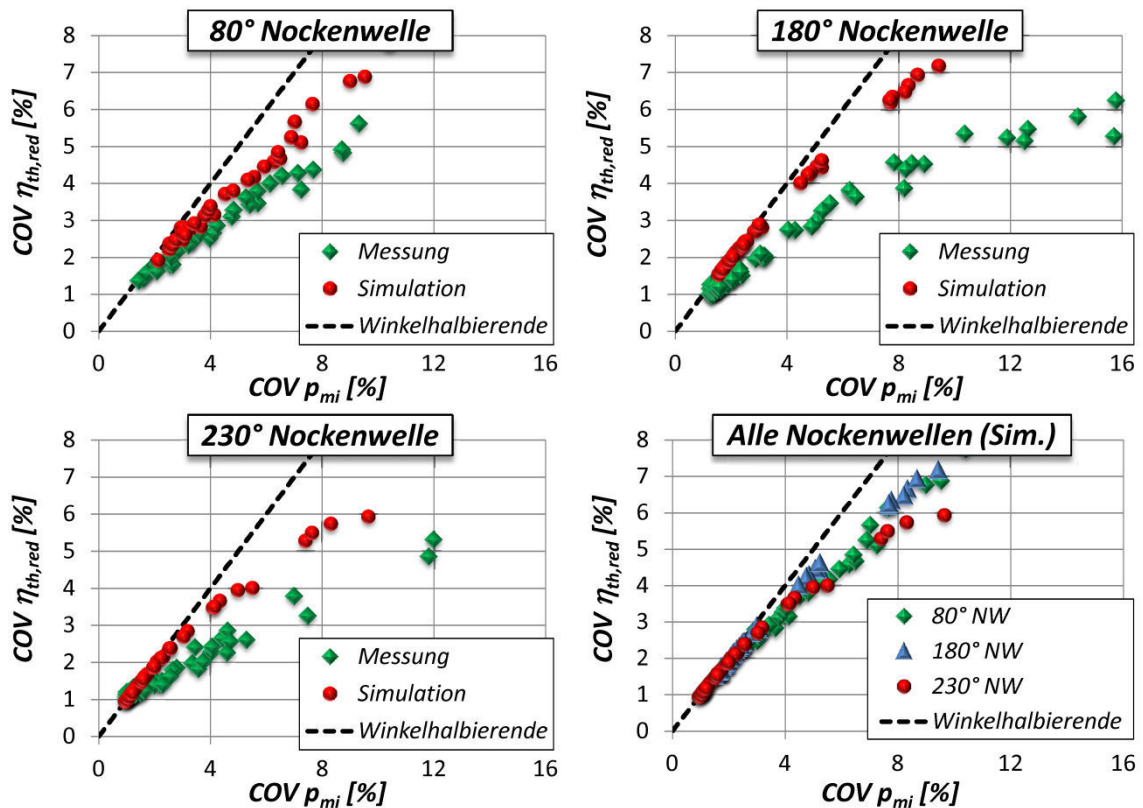 80° Nockenwelle
COV η_th,red [%]
8
7
6
5
4
3
2
1
0
0 4 8 12 16
COV p_mi [%]
Messung
Simulation
Winkelhalbierende
180° Nockenwelle
COV η_th,red [%]
8
7
6
5
4
3
2
1
0
0 4 8 12 16
COV p_mi [%]
Messung
Simulation
Winkelhalbierende
230° Nockenwelle
COV η_th,red [%]
8
7
6
5
4
3
2
1
0
0 4 8 12 16
COV p_mi [%]
Messung
Simulation
Winkelhalbierende
Alle Nockenwellen (Sim.)
COV η_th,red [%]
8
7
6
5
4
3
2
1
0
0 4 8 12 16
COV p_mi [%]
80° NW
180° NW
230° NW
Winkelhalbierende